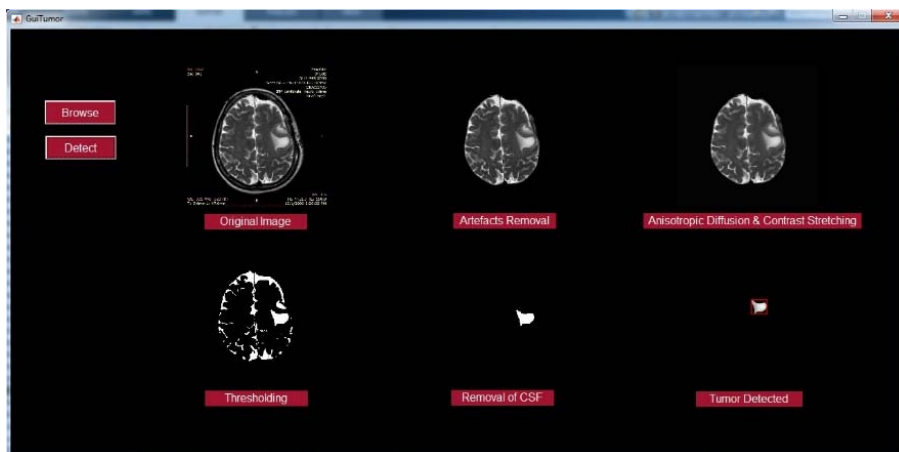 GuiTumor
Browse
Detect
Original Image
Artefacts Removal
Anisotropic Diffusion & Contrast Stretching
Thresholding
Removal of CSF
Tumor Detected